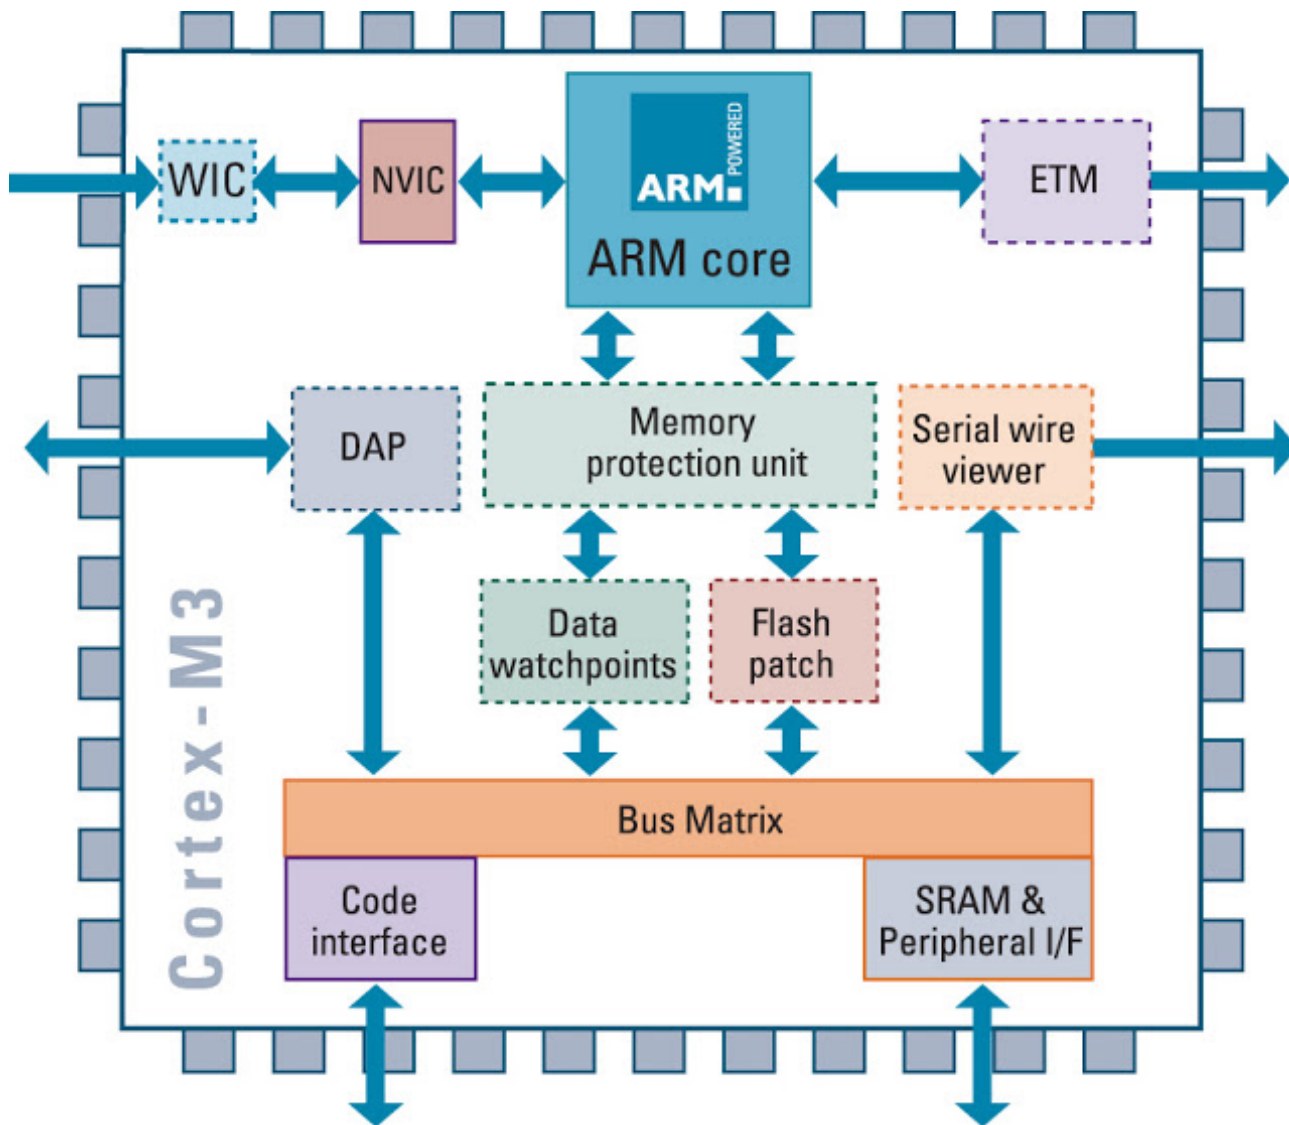 WIC
NVIC
ARM
POWERED
ARM core
ETM
DAP
Memory
protection unit
Serial wire
viewer
Data
watchpoints
Flash
patch
Cortex-M3
Bus Matrix
Code
interface
SRAM &
Peripheral I/F